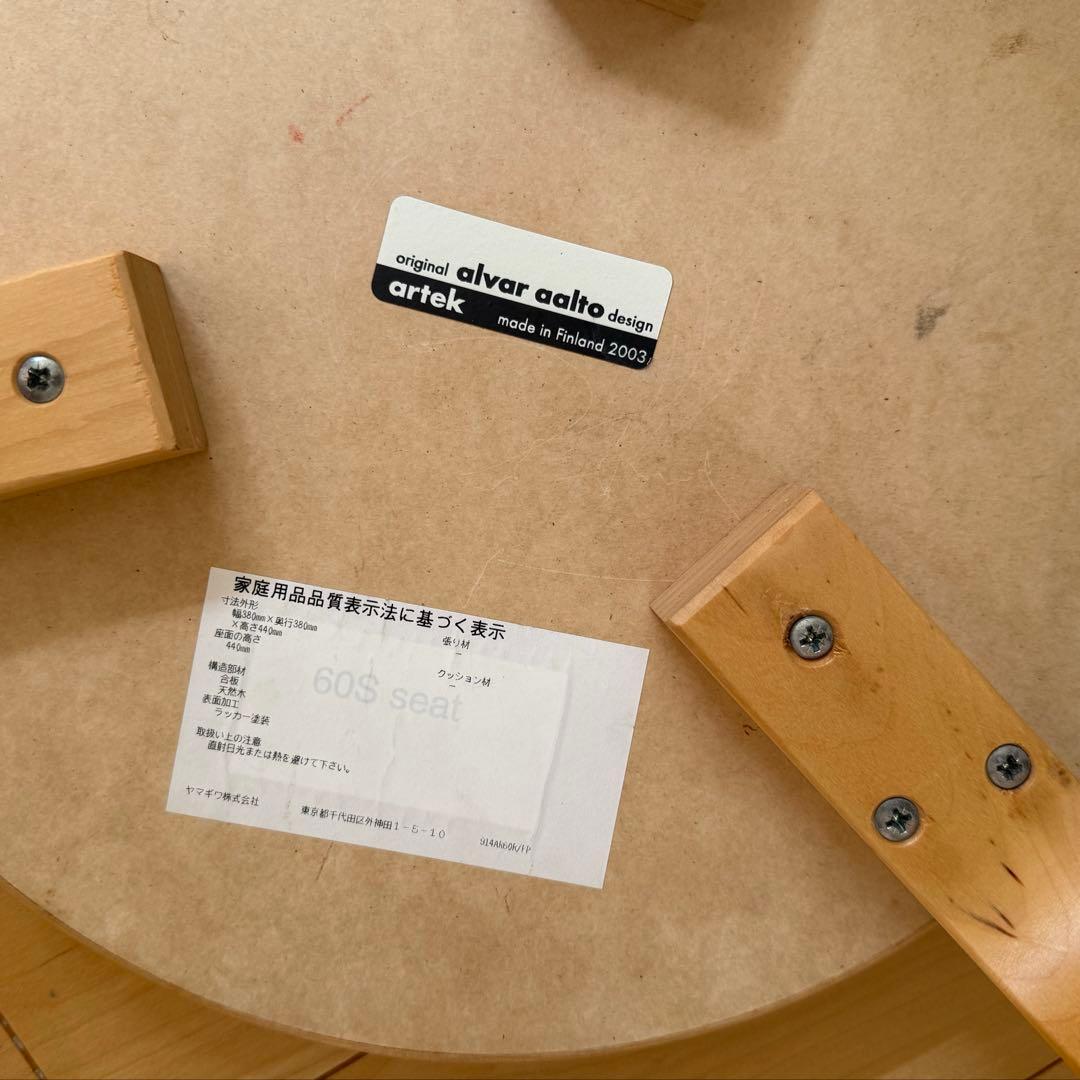 original alvar aalto design
artek
made in Finland 2003
家庭用品品質表示法に基づく表示
寸法外形
幅380mm×奥行380mm
×高さ440mm
座面の高さ
440mm
張り材
—
構造部材
合板
天然木
クッション材
—
表面加工
ラッカー塗装
60S seat
取扱い上の注意
直射日光または熱を避けて下さい。
ヤマギワ株式会社
東京都千代田区外神田1-5-10